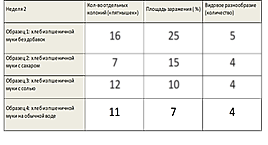 Неделя 2
Кол-во отдельных колоний («пятнышек»)
Площадь заражения (%)
Видовое разнообразие (количество)
Образец 1: хлеб из пшеничной муки без добавок
16
25
5
Образец 2: хлеб из пшеничной муки с сахаром
7
15
4
Образец 3: хлеб из пшеничной муки с солью
12
10
4
Образец 4: хлеб из пшеничной муки на обычной воде
11
7
4